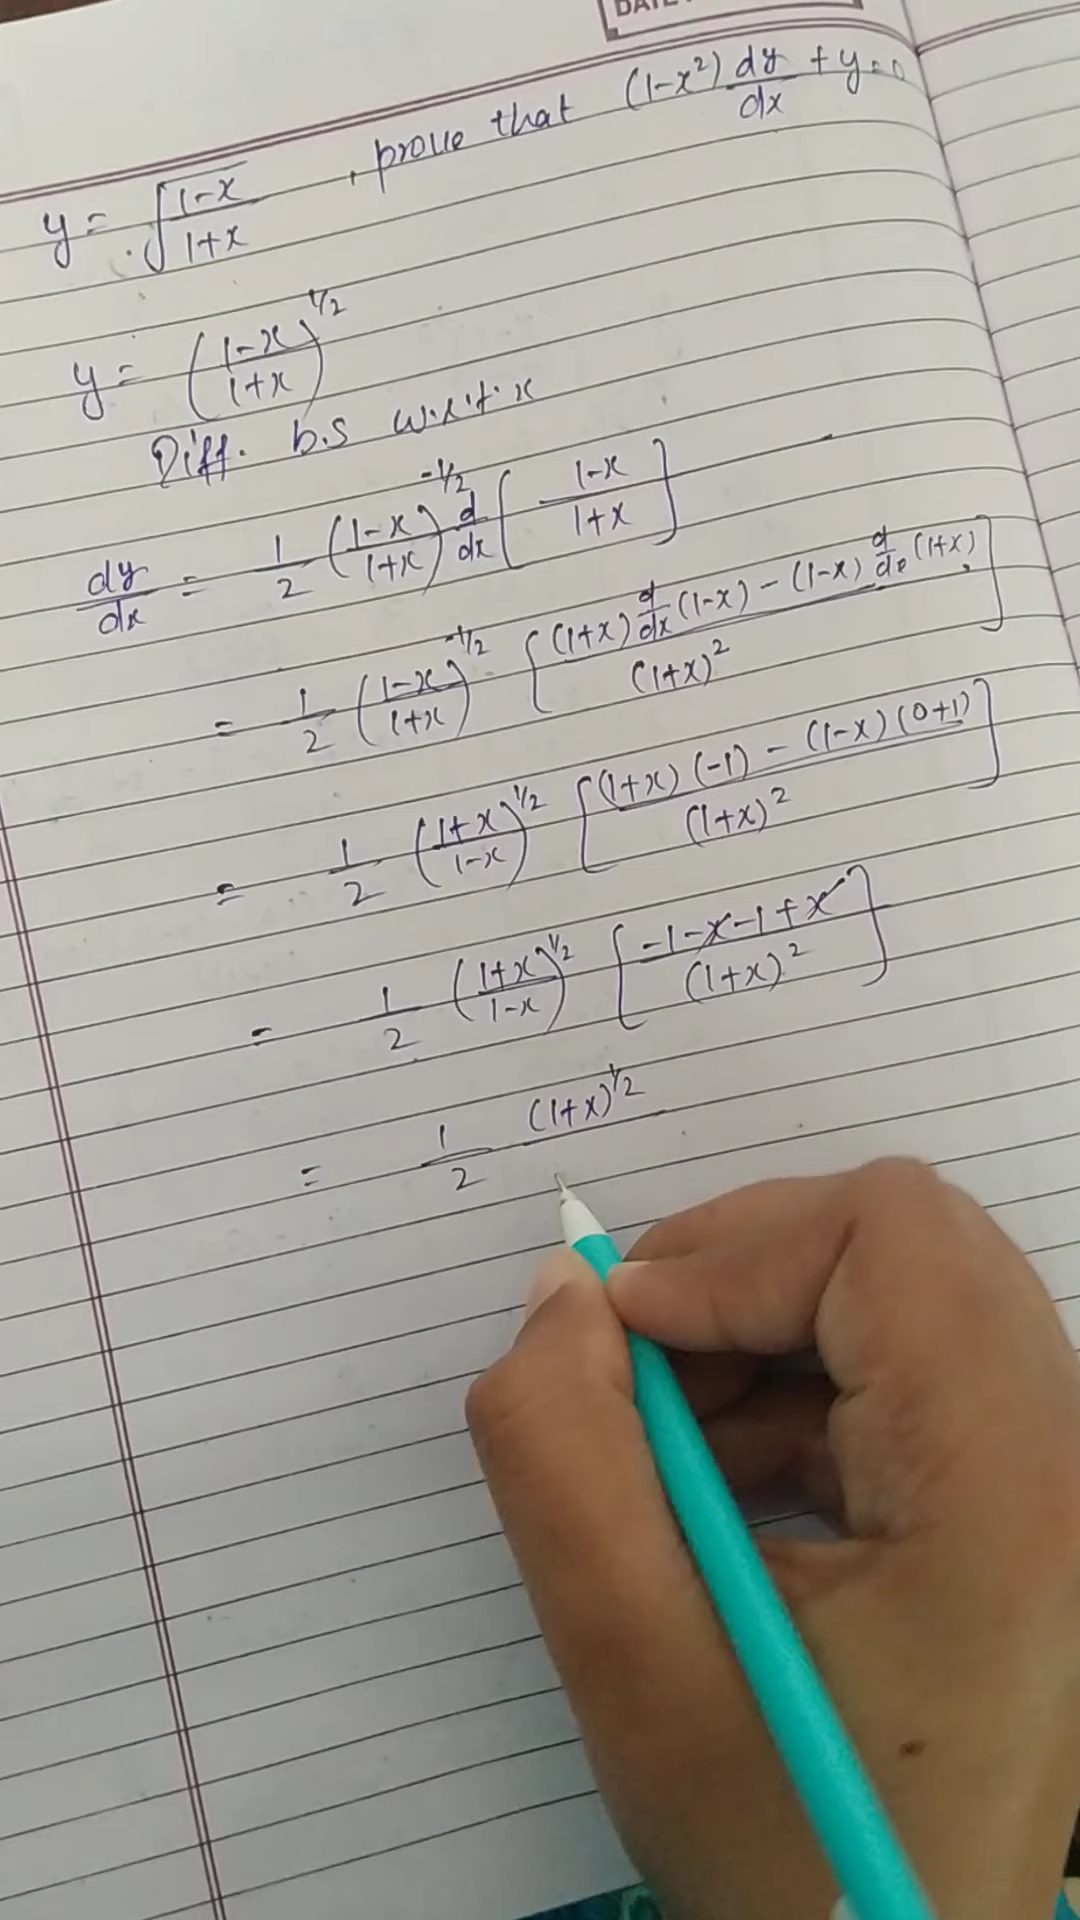 DATE
y = √(1-x/1+x) , prove that (1-x²) dy/dx + y = 0
y = (1-x/1+x)^1/2
Diff. b.s w.r.t. x
dy/dx = 1/2 (1-x/1+x)^-1/2 d/dx [1-x/1+x]
= 1/2 (1-x/1+x)^-1/2 · [(1+x) d/dx (1-x) - (1-x) d/dx (1+x) / (1+x)²]
= 1/2 (1+x/1-x)^1/2 [(1+x) (-1) - (1-x) (0+1) / (1+x)²]
= 1/2 (1+x/1-x)^1/2 [-1-x-1+x / (1+x)²]
= 1/2 (1+x)^1/2